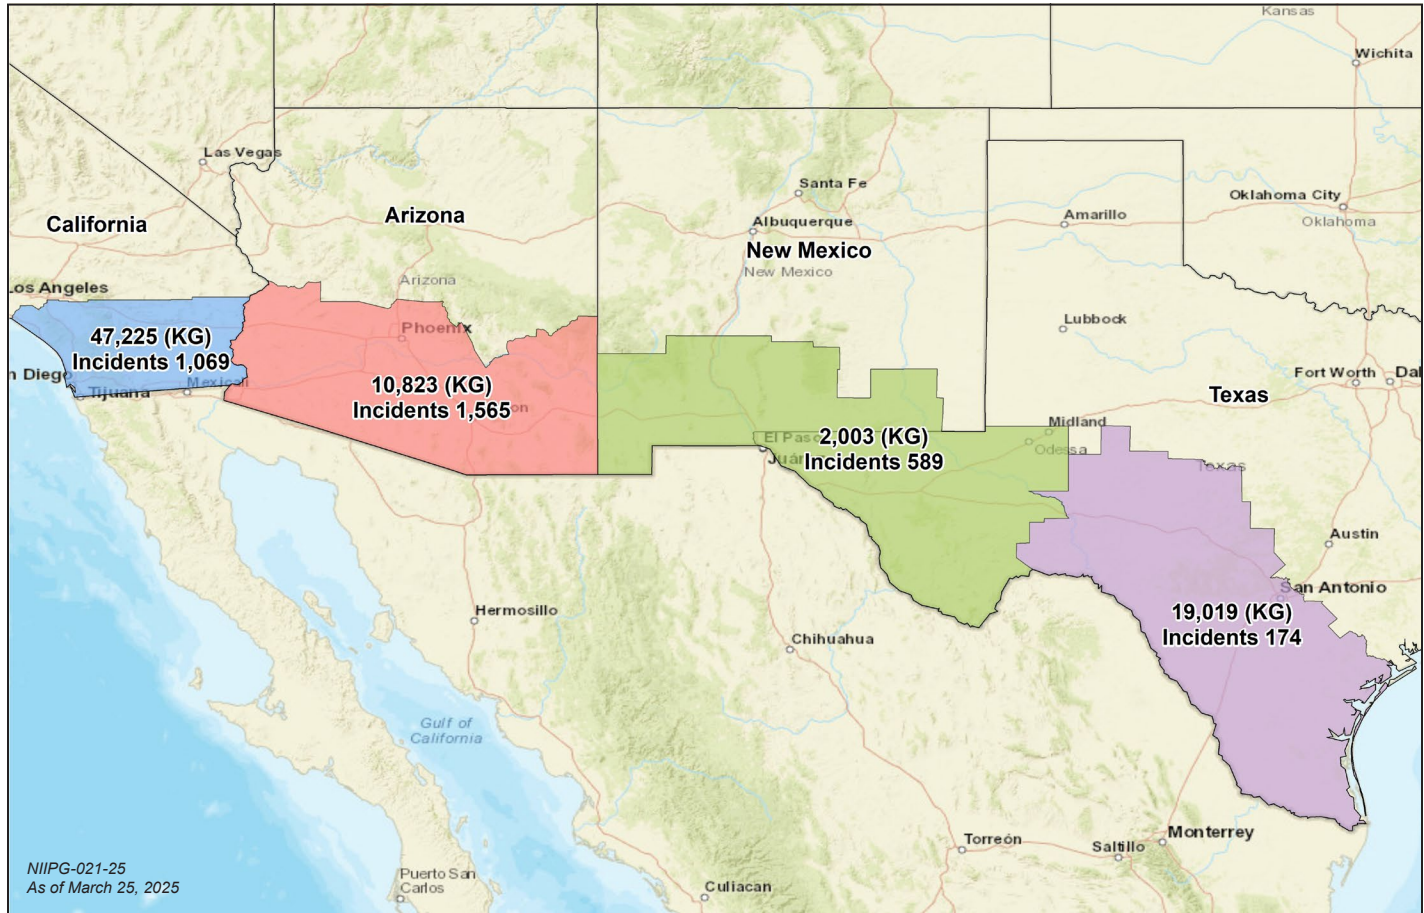 Kansas
Wichita
Las Vegas
Santa Fe
Oklahoma City
Oklahoma
Amarillo
California
Arizona
Albuquerque
New Mexico
New Mexico
Arizona
Los Angeles
Lubbock
Phoenix
47,225 (KG)
Incidents 1,069
n Diego
Tijuana
Mexicali
10,823 (KG)
Incidents 1,565
on
Fort Worth
Dal
Texas
Midland
Odessa
El Paso
Juár
2,003 (KG)
Incidents 589
Texas
Austin
San Antonio
19,019 (KG)
Incidents 174
Hermosillo
Chihuahua
Gulf of
California
Torreón
Saltillo
Monterrey
Puerto San
Carlos
Culiacan
NIIPG-021-25
As of March 25, 2025